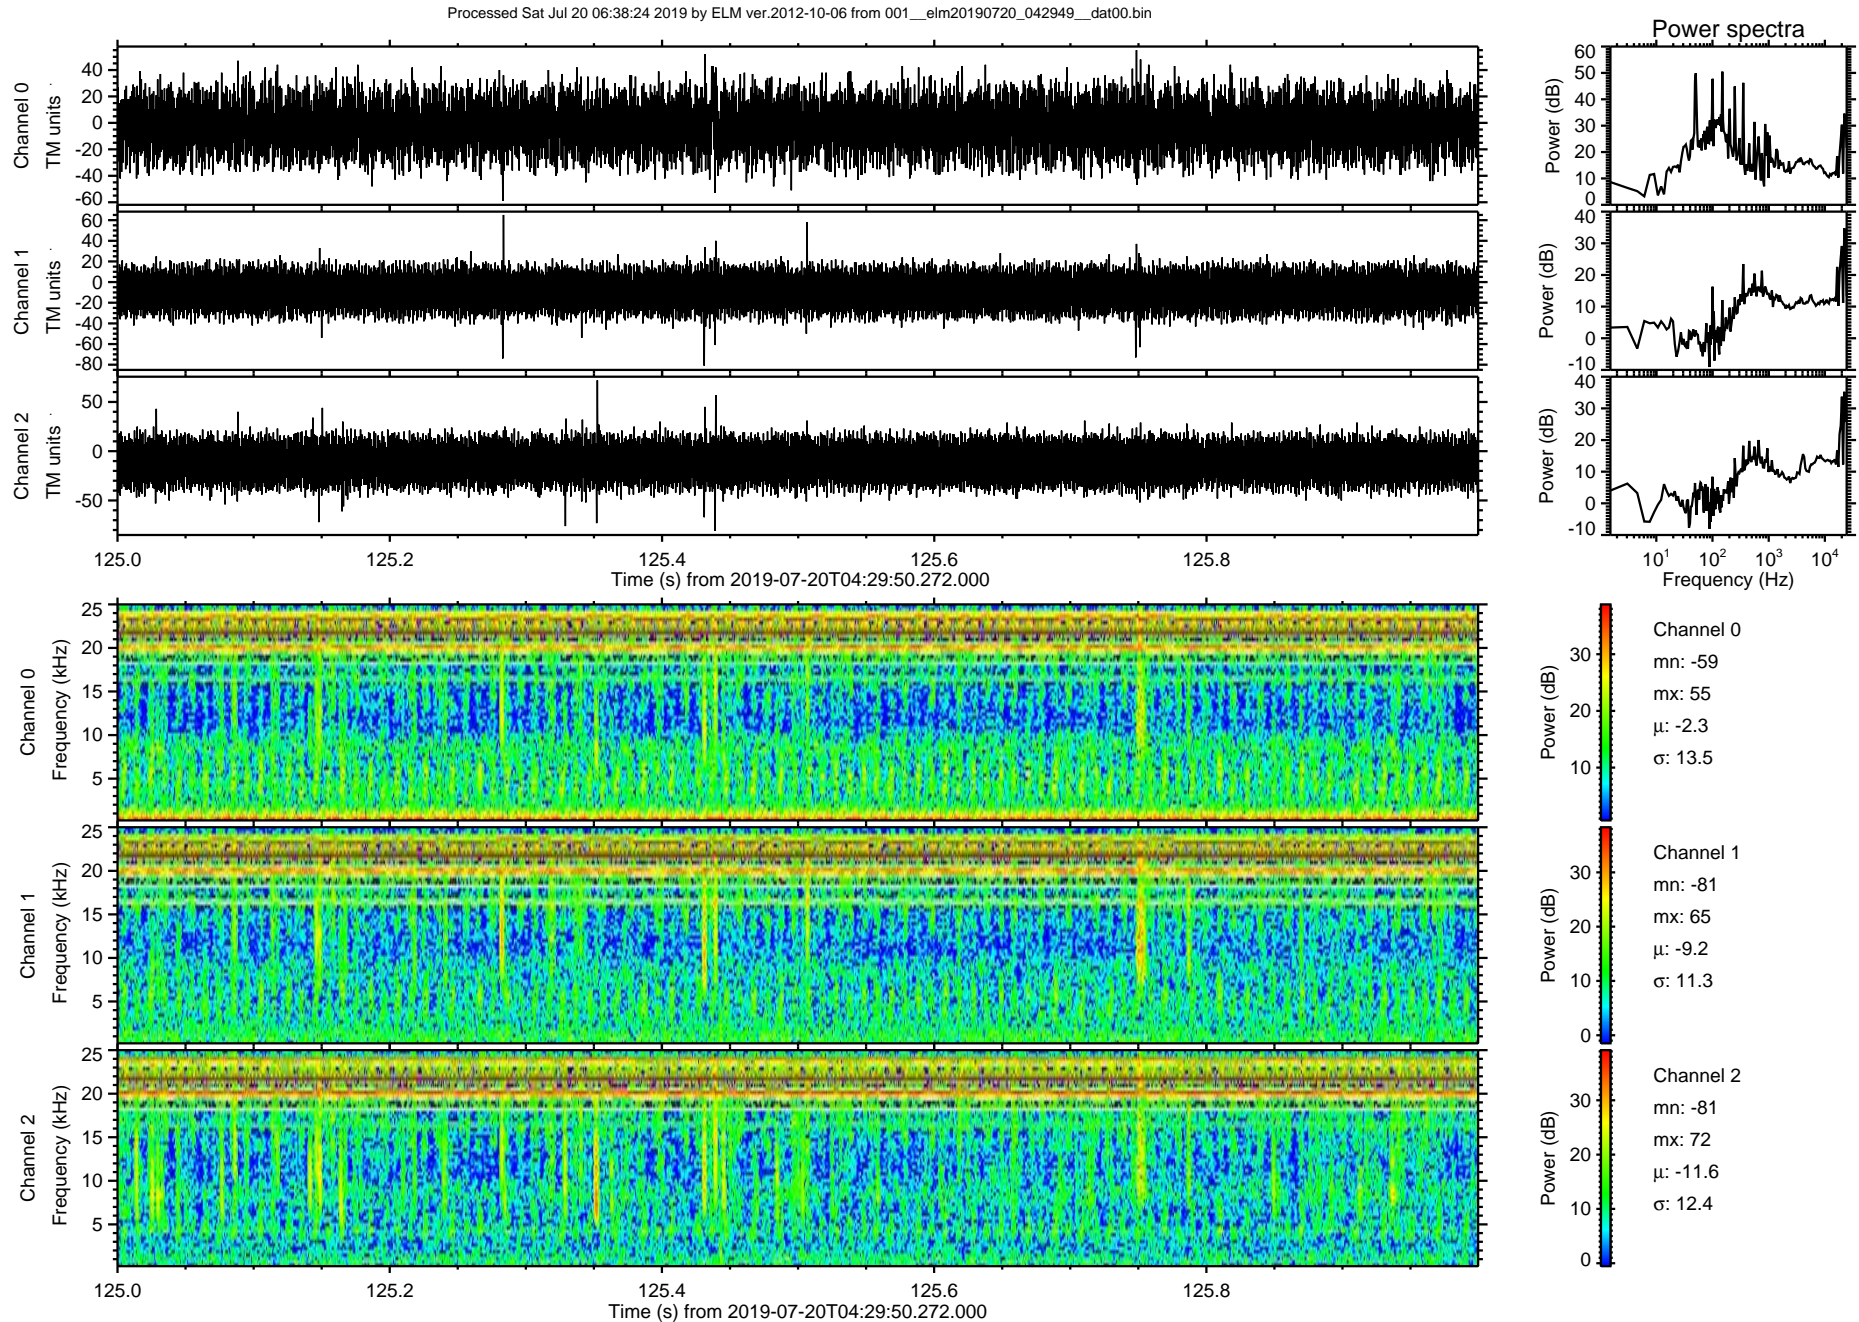 Processed Sat Jul 20 06:38:24 2019 by ELM ver.2012-10-06 from 001__elm20190720_042949__dat00.bin
Power spectra
Channel 0
TM units
40
20
0
-20
-40
-60
Power (dB)
60
50
40
30
20
10
0
Channel 1
TM units
60
40
20
0
-20
-40
-60
-80
Power (dB)
40
30
20
10
0
-10
Channel 2
TM units
50
0
-50
Power (dB)
40
30
20
10
0
-10
125.0 125.2 125.4 125.6 125.8
Time (s) from 2019-07-20T04:29:50.272.000
10^1 10^2 10^3 10^4
Frequency (Hz)
Channel 0
Frequency (kHz)
25
20
15
10
5
Power (dB)
30
20
10
Channel 0
mn: -59
mx: 55
μ: -2.3
σ: 13.5
Channel 1
Frequency (kHz)
25
20
15
10
5
Power (dB)
30
20
10
0
Channel 1
mn: -81
mx: 65
μ: -9.2
σ: 11.3
Channel 2
Frequency (kHz)
25
20
15
10
5
Power (dB)
30
20
10
0
Channel 2
mn: -81
mx: 72
μ: -11.6
σ: 12.4
125.0 125.2 125.4 125.6 125.8
Time (s) from 2019-07-20T04:29:50.272.000